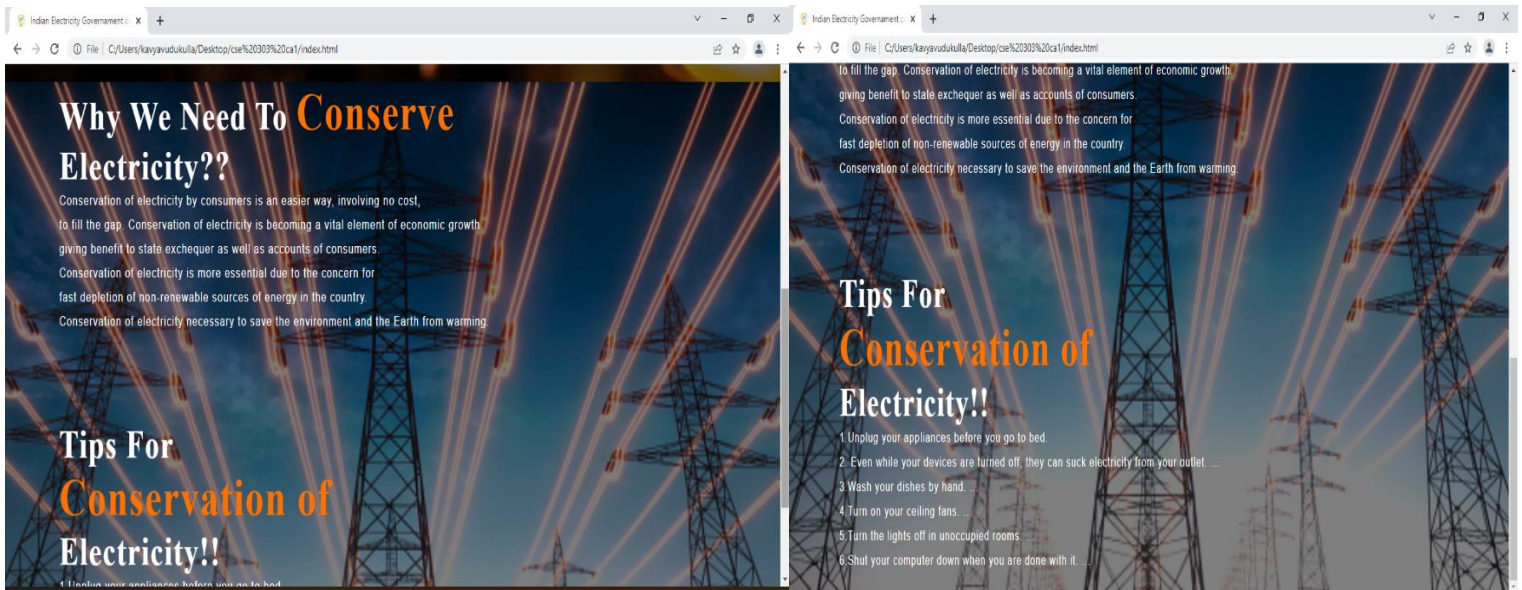 Indian Electricity Governament c
File C:/Users/kavyavudukulla/Desktop/cse%20303%20ca1/index.html
Why We Need To Conserve
Electricity??
Conservation of electricity by consumers is an easier way, involving no cost,
to fill the gap. Conservation of electricity is becoming a vital element of economic growth
giving benefit to state exchequer as well as accounts of consumers.
Conservation of electricity is more essential due to the concern for
fast depletion of non-renewable sources of energy in the country.
Conservation of electricity necessary to save the environment and the Earth from warming.
Tips For
Conservation of
Electricity!!
1.Unplug your appliances before you go to bed.
Indian Electricity Governament c
File C:/Users/kavyavudukulla/Desktop/cse%20303%20ca1/index.html
to fill the gap. Conservation of electricity is becoming a vital element of economic growth
giving benefit to state exchequer as well as accounts of consumers.
Conservation of electricity is more essential due to the concern for
fast depletion of non-renewable sources of energy in the country.
Conservation of electricity necessary to save the environment and the Earth from warming.
Tips For
Conservation of
Electricity!!
1.Unplug your appliances before you go to bed.
2. Even while your devices are turned off, they can suck electricity from your outlet. ...
3.Wash your dishes by hand. ...
4.Turn on your ceiling fans. ...
5.Turn the lights off in unoccupied rooms. ...
6.Shut your computer down when you are done with it. ...